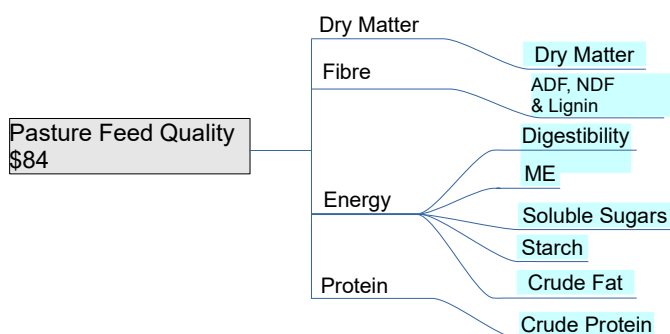 Dry Matter
Dry Matter
Fibre
ADF, NDF
& Lignin
Pasture Feed Quality
$84
Digestibility
ME
Energy
Soluble Sugars
Starch
Protein
Crude Fat
Crude Protein